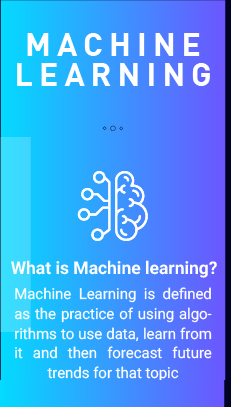 MACHINE
LEARNING
What is Machine learning?
Machine Learning is defined
as the practice of using algo-
rithms to use data, learn from
it and then forecast future
trends for that topic